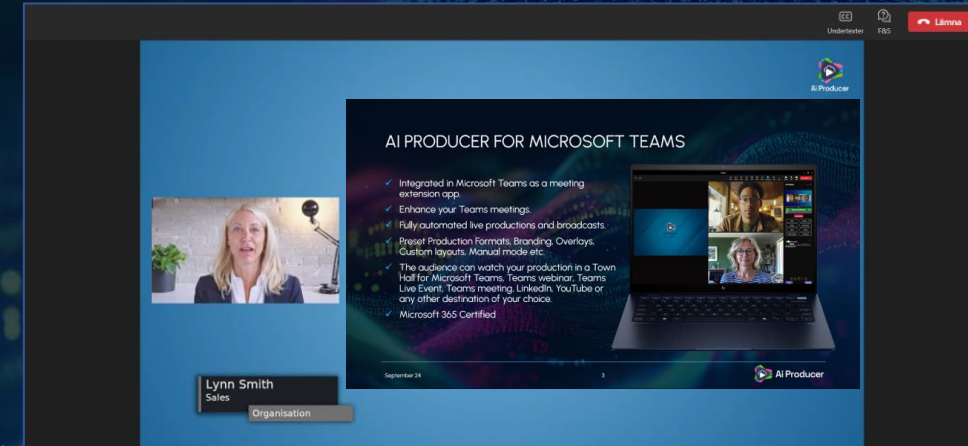 Undertexter
F&S
Lämna
Ai Producer
AI PRODUCER FOR MICROSOFT TEAMS
✓ Integrated in Microsoft Teams as a meeting
extension app.
✓ Enhance your Teams meetings.
✓ Fully automated live productions and broadcasts.
✓ Preset Production Formats, Branding, Overlays,
Custom layouts, Manual mode etc.
✓ The audience can watch your production in a Town
Hall for Microsoft Teams, Teams webinar, Teams
Live Event, Teams meeting, LinkedIn, YouTube or
any other destination of your choice.
✓ Microsoft 365 Certified
September 24
3
Ai Producer
Lynn Smith
Sales
Organisation